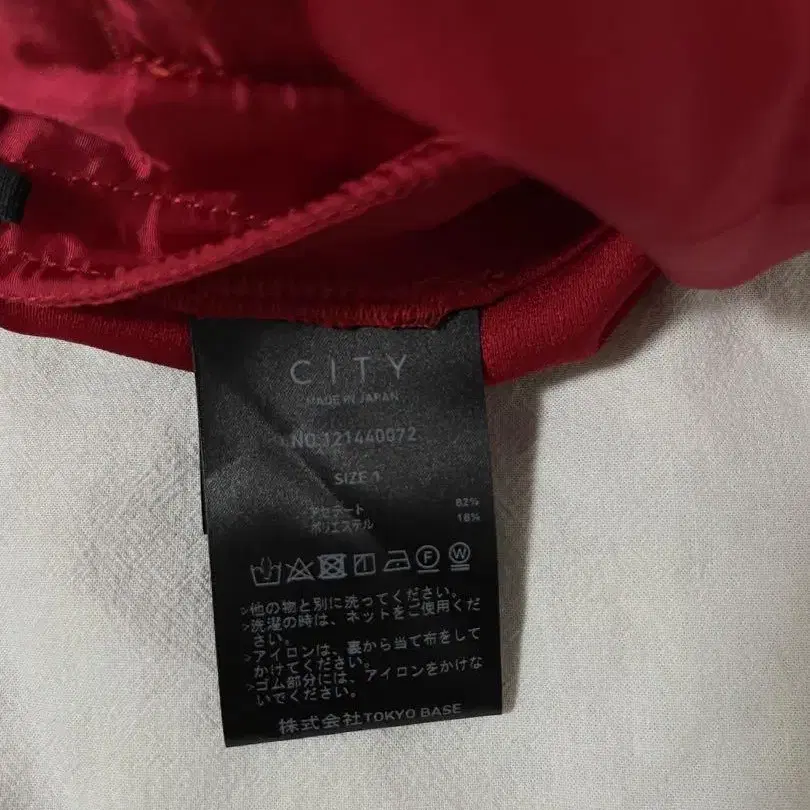 CITY
MADE IN JAPAN
NO.121440072
SIZE 1
アセテート 82%
ポリエステル 18%
F W
>他の物と別に洗ってください。
>洗濯の時は、ネットをご使用くだ
さい。
>アイロンは、裏から当て布をして
かけてください。
>ゴム部分には、アイロンをかけな
いでください。
株式会社TOKYO BASE